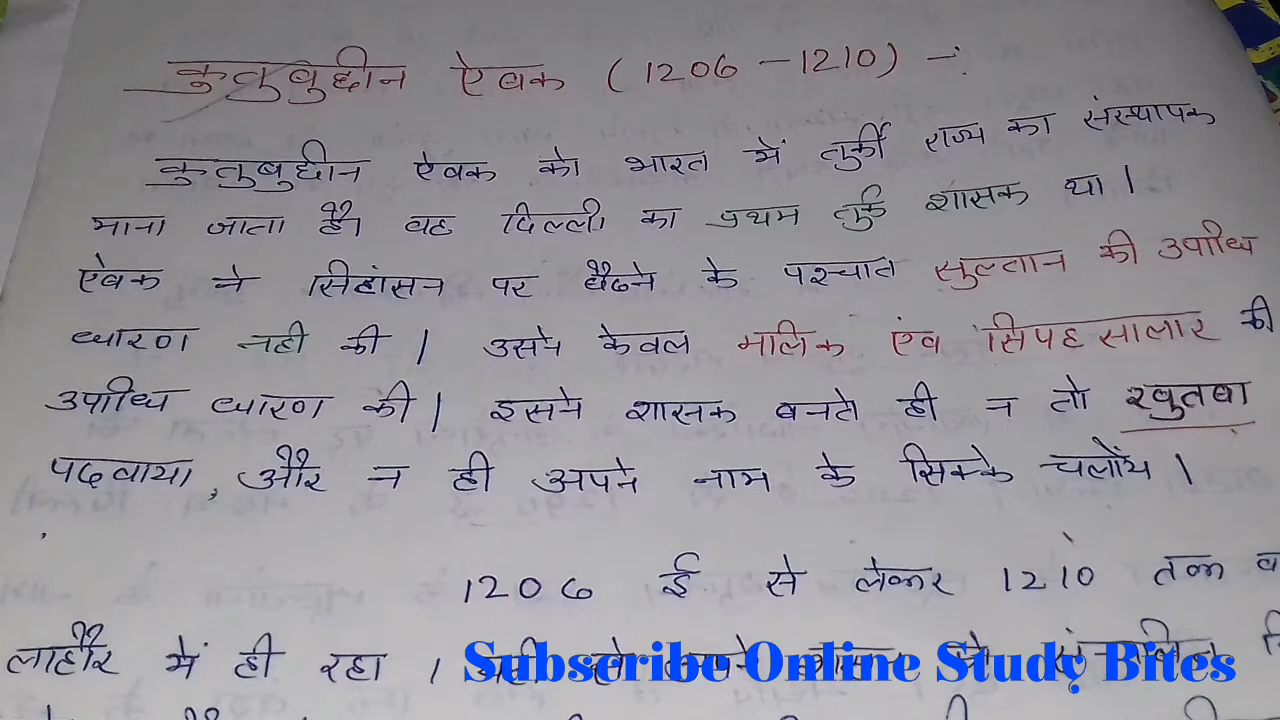 कुतुबुद्दीन ऐबक (1206 - 1210) -:
कुतुबुद्दीन ऐबक को भारत में तुर्की राज्य का संस्थापक
माना जाता है। वह दिल्ली का प्रथम तुर्क शासक था।
ऐबक ने सिहांसन पर बैठने के पश्चात सुल्तान की उपाधि
धारण नही की। उसने केवल मलिक एंव सिपहसालार की
उपाधि धारण की। इसने शासक बनते ही न तो खुतबा
पढवाया, और न ही अपने नाम के सिक्के चलाँये।
1206 ई से लेकर 1210 तक व
लाहौर में ही रहा।
Subscribe Online Study Bites